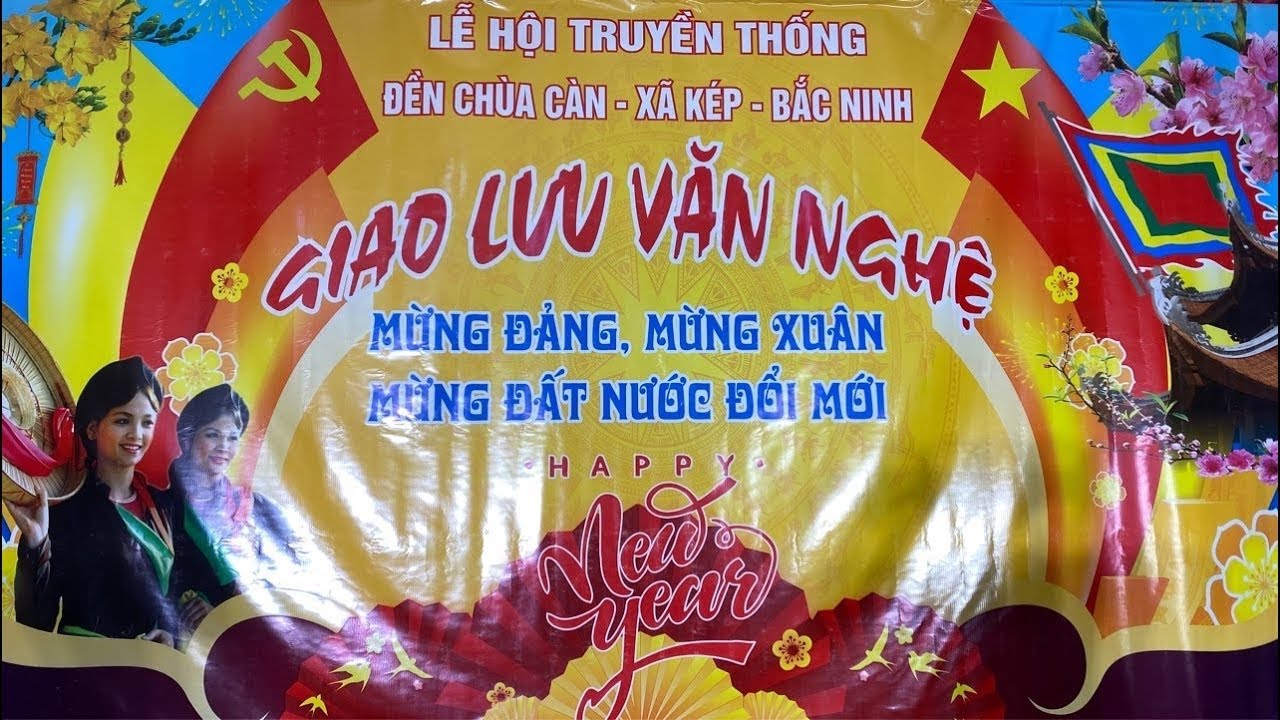 LỄ HỘI TRUYỀN THỐNG
ĐỀN CHÙA CÀN - XÃ KÉP - BẮC NINH
GIAO LƯU VĂN NGHỆ
MỪNG ĐẢNG, MỪNG XUÂN
MỪNG ĐẤT NƯỚC ĐỔI MỚI
HAPPY
New
year